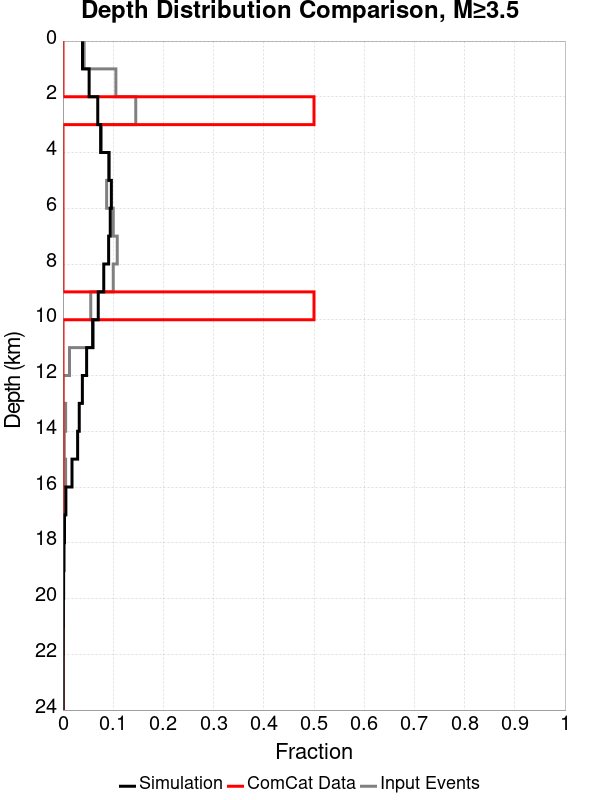 Depth Distribution Comparison, M≥3.5
0
2
4
6
8
10
12
14
16
18
20
22
24
Depth (km)
0 0.1 0.2 0.3 0.4 0.5 0.6 0.7 0.8 0.9 1
Fraction
Simulation ComCat Data Input Events